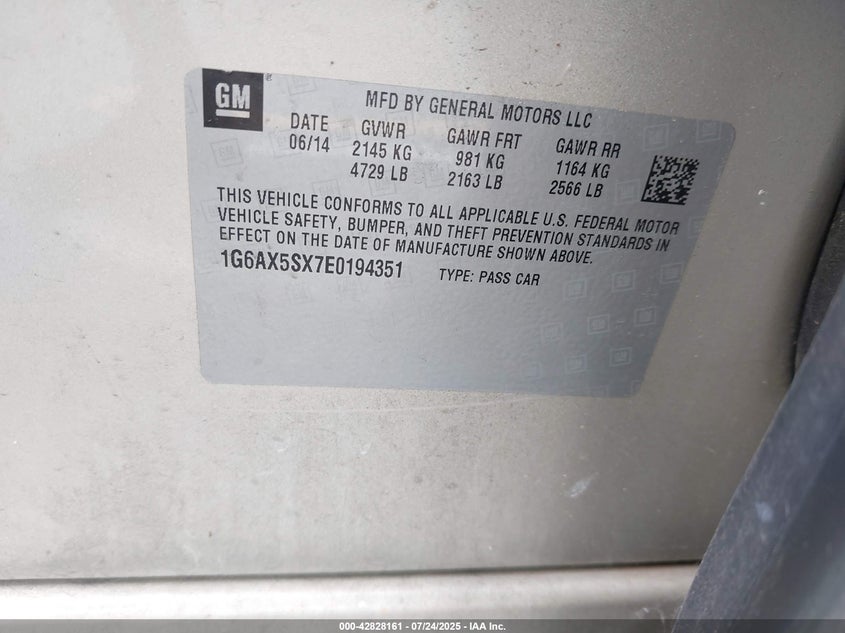 GM
MFD BY GENERAL MOTORS LLC
DATE GVWR GAWR FRT GAWR RR
06/14 2145 KG 981 KG 1164 KG
4729 LB 2163 LB 2566 LB
THIS VEHICLE CONFORMS TO ALL APPLICABLE U.S. FEDERAL MOTOR
VEHICLE SAFETY, BUMPER, AND THEFT PREVENTION STANDARDS IN
EFFECT ON THE DATE OF MANUFACTURE SHOWN ABOVE.
1G6AX5SX7E0194351 TYPE: PASS CAR
000-42828161 - 07/24/2025 - IAA Inc.